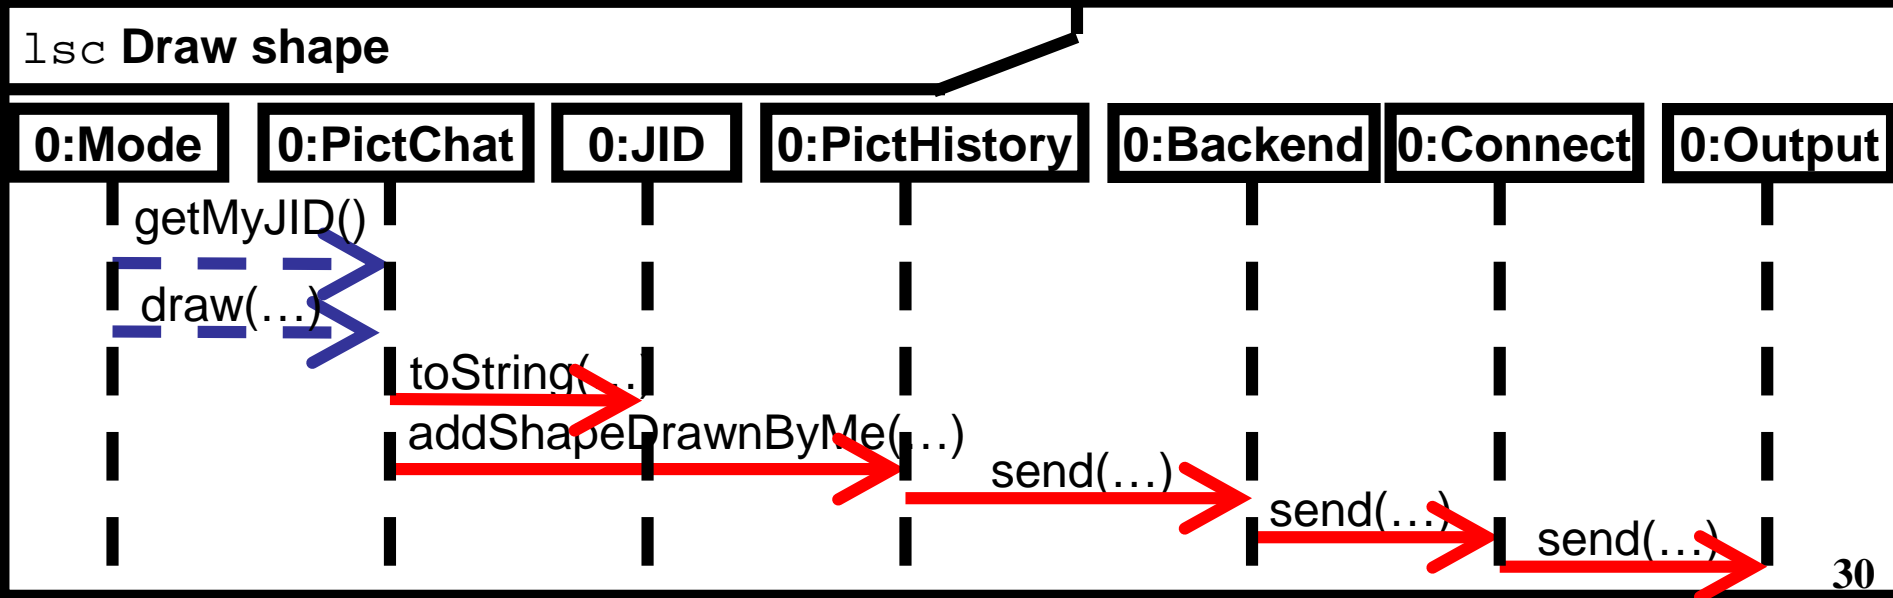 lsc Draw shape
0:Mode 0:PictChat 0:JID 0:PictHistory 0:Backend 0:Connect 0:Output
getMyJID()
draw(…)
toString(…)
addShapeDrawnByMe(…)
send(…)
send(…)
send(…)
30